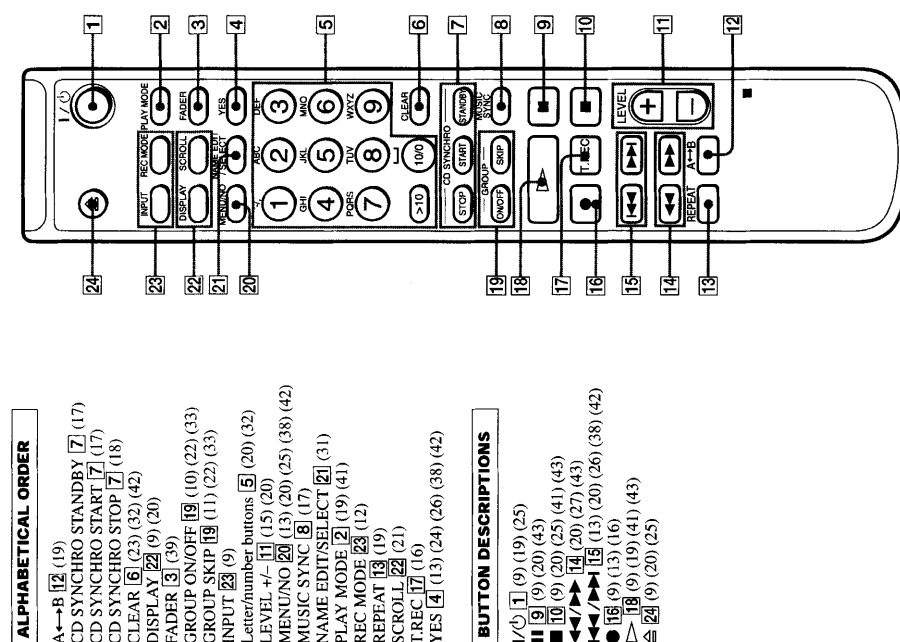 ALPHABETICAL ORDER
A↔B 12 (19)
CD SYNCHRO STANDBY 7 (17)
CD SYNCHRO START 7 (17)
CD SYNCHRO STOP 7 (18)
CLEAR 6 (23) (32) (42)
DISPLAY 22 (9) (20)
FADER 3 (39)
GROUP ON/OFF 19 (10) (22) (33)
GROUP SKIP 19 (11) (22) (33)
INPUT 23 (9)
Letter/number buttons 5 (20) (32)
LEVEL +/– 11 (15) (20)
MENU/NO 20 (13) (20) (25) (38) (42)
MUSIC SYNC 8 (17)
NAME EDIT/SELECT 21 (31)
PLAY MODE 2 (19) (41)
REC MODE 23 (12)
REPEAT 13 (19)
SCROLL 22 (21)
T.REC 17 (16)
YES 4 (13) (24) (26) (38) (42)
BUTTON DESCRIPTIONS
I/⏻ 1 (9) (19) (25)
⏸ 9 (9) (20) (43)
■ 10 (9) (20) (25) (41) (43)
◀◀/▶▶ 14 (20) (27) (43)
⏮/⏭ 15 (13) (20) (26) (38) (42)
● 16 (9) (13) (16)
▷ 18 (9) (19) (41) (43)
⏏ 24 (9) (20) (25)
24
I/⏻
1
23
INPUT
REC MODE
PLAY MODE
2
22
DISPLAY
SCROLL
FADER
3
21
20
MENU/NO
NAME EDIT
/SELECT
YES
4
ABC
DEF
1
2
3
5
GHI
JKL
MNO
4
5
6
PQRS
TUV
WXYZ
7
8
9
>10
10/0
CLEAR
6
CD SYNCHRO
STOP
START
STANDBY
7
19
GROUP
ON/OFF
SKIP
MUSIC
SYNC
8
18
▷
⏸
9
17
16
●
T.REC
■
10
15
⏮
⏭
LEVEL
+
–
11
14
◀◀
▶▶
13
REPEAT
A↔B
12